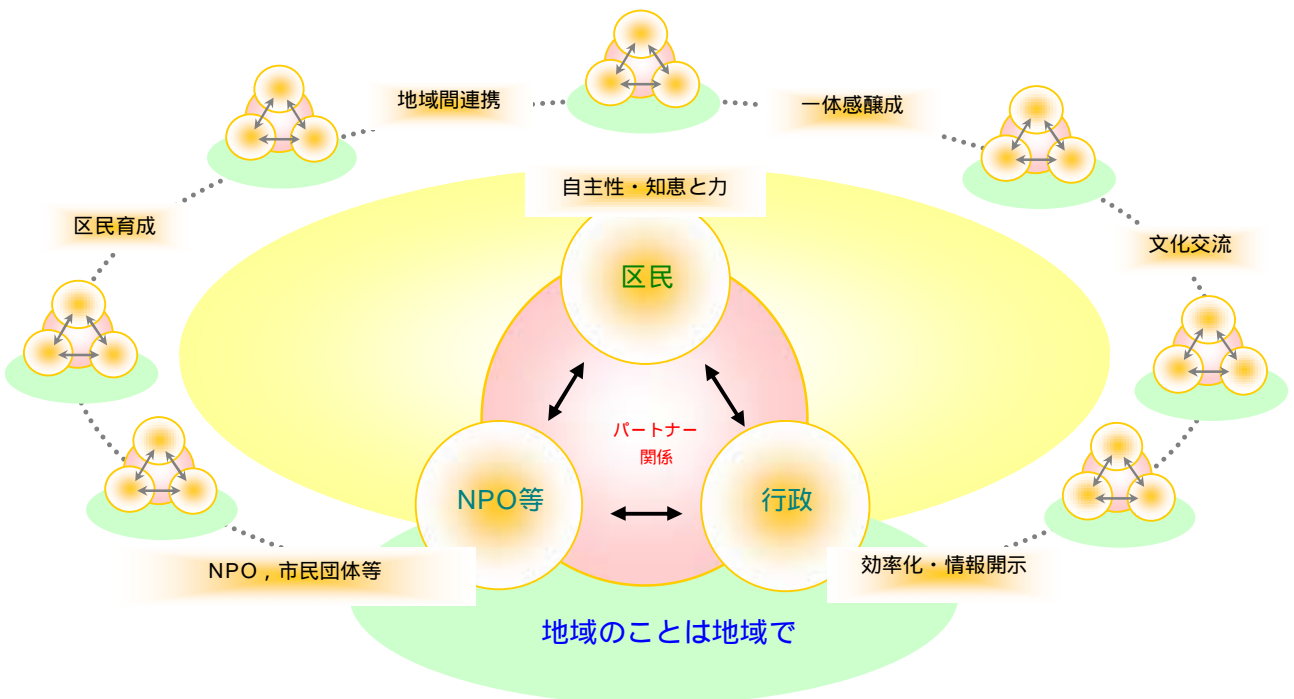 地域間連携
一体感醸成
自主性・知恵と力
区民育成
文化交流
区民
パートナー
関係
NPO等
行政
NPO，市民団体等
効率化・情報開示
地域のことは地域で